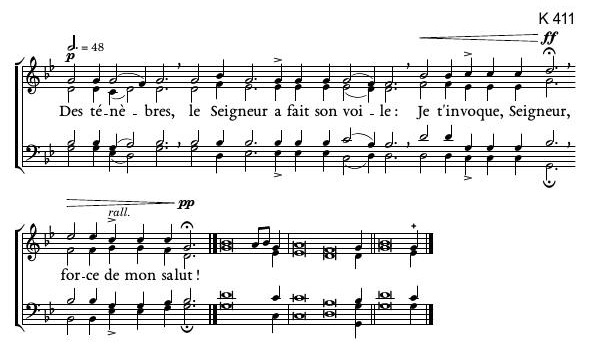 K 411
= 48
p
ff
Des té-nè-bres, le Seigneur a fait son voi-le: Je t'invoque, Seigneur,
rall.
pp
for-ce de mon salut !